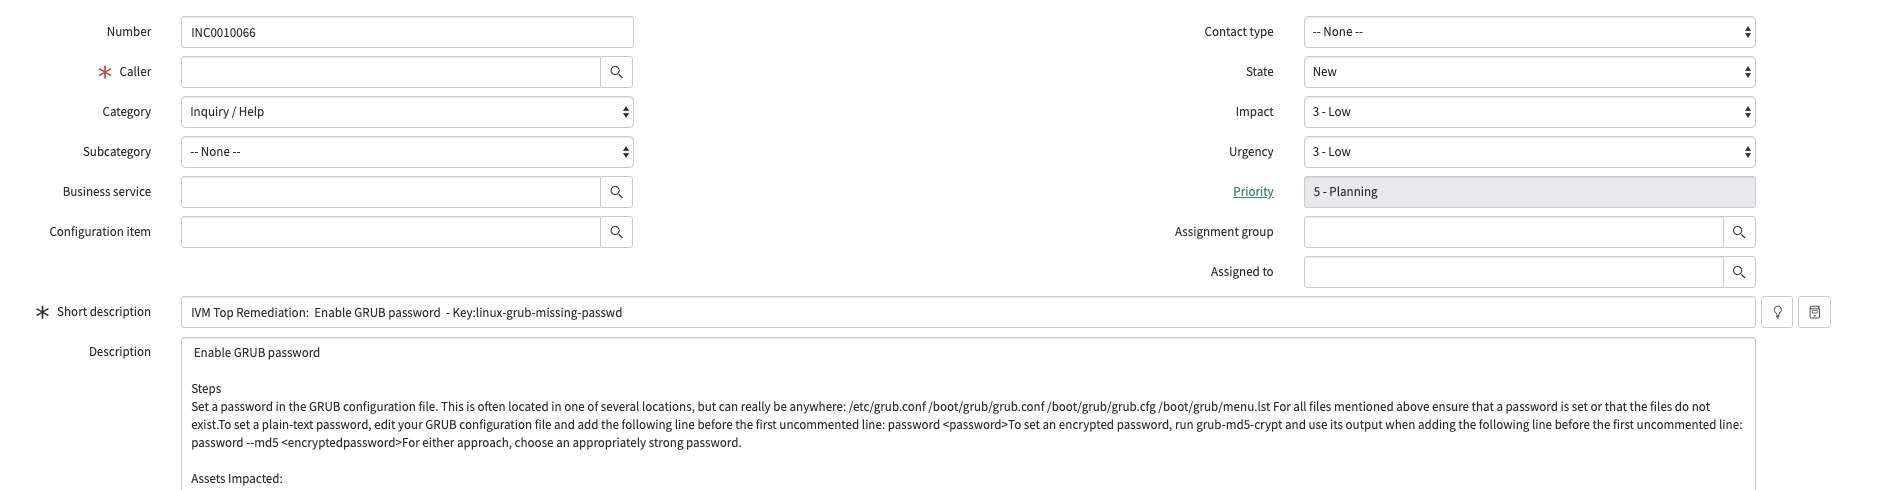 Number INC0010066 Contact type -- None --
Caller State New
Category Inquiry / Help Impact 3 - Low
Subcategory -- None -- Urgency 3 - Low
Business service Priority 5 - Planning
Configuration item Assignment group
Assigned to
Short description IVM Top Remediation:  Enable GRUB password  - Key:linux-grub-missing-passwd
Description Enable GRUB password
Steps
Set a password in the GRUB configuration file. This is often located in one of several locations, but can really be anywhere: /etc/grub.conf /boot/grub/grub.conf /boot/grub/grub.cfg /boot/grub/menu.lst For all files mentioned above ensure that a password is set or that the files do not
exist.To set a plain-text password, edit your GRUB configuration file and add the following line before the first uncommented line: password <password>To set an encrypted password, run grub-md5-crypt and use its output when adding the following line before the first uncommented line:
password --md5 <encryptedpassword>For either approach, choose an appropriately strong password.
Assets Impacted: